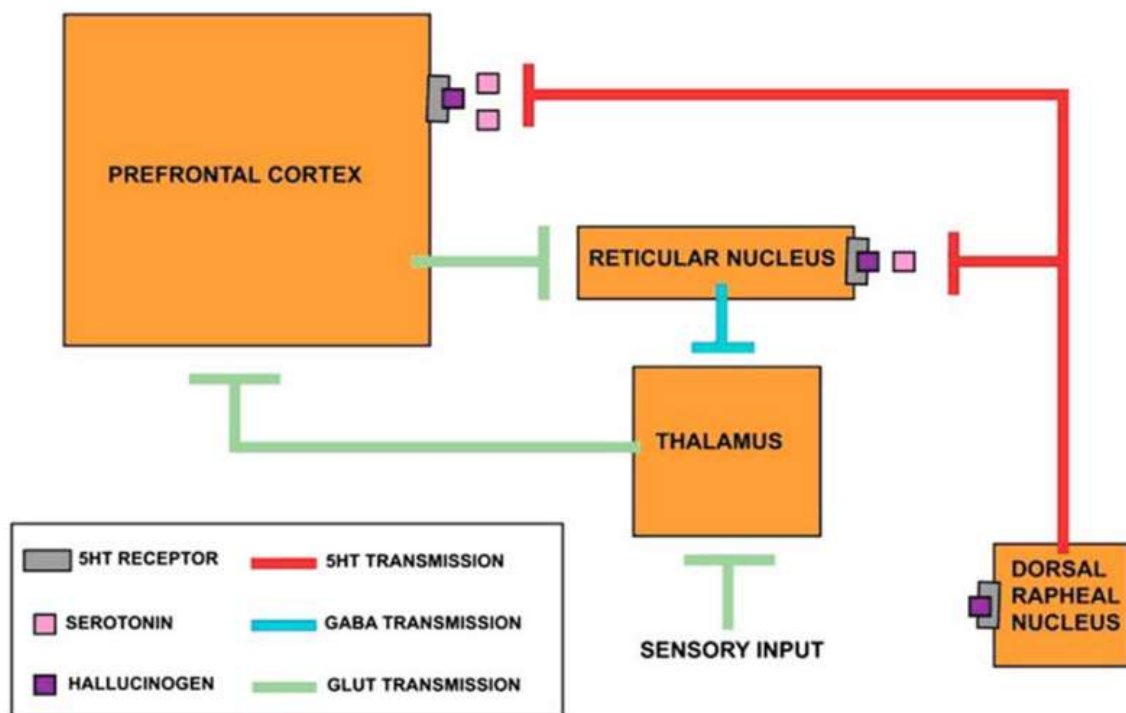 PREFRONTAL CORTEX
RETICULAR NUCLEUS
THALAMUS
DORSAL
RAPHEAL
NUCLEUS
SENSORY INPUT
5HT RECEPTOR
5HT TRANSMISSION
SEROTONIN
GABA TRANSMISSION
HALLUCINOGEN
GLUT TRANSMISSION